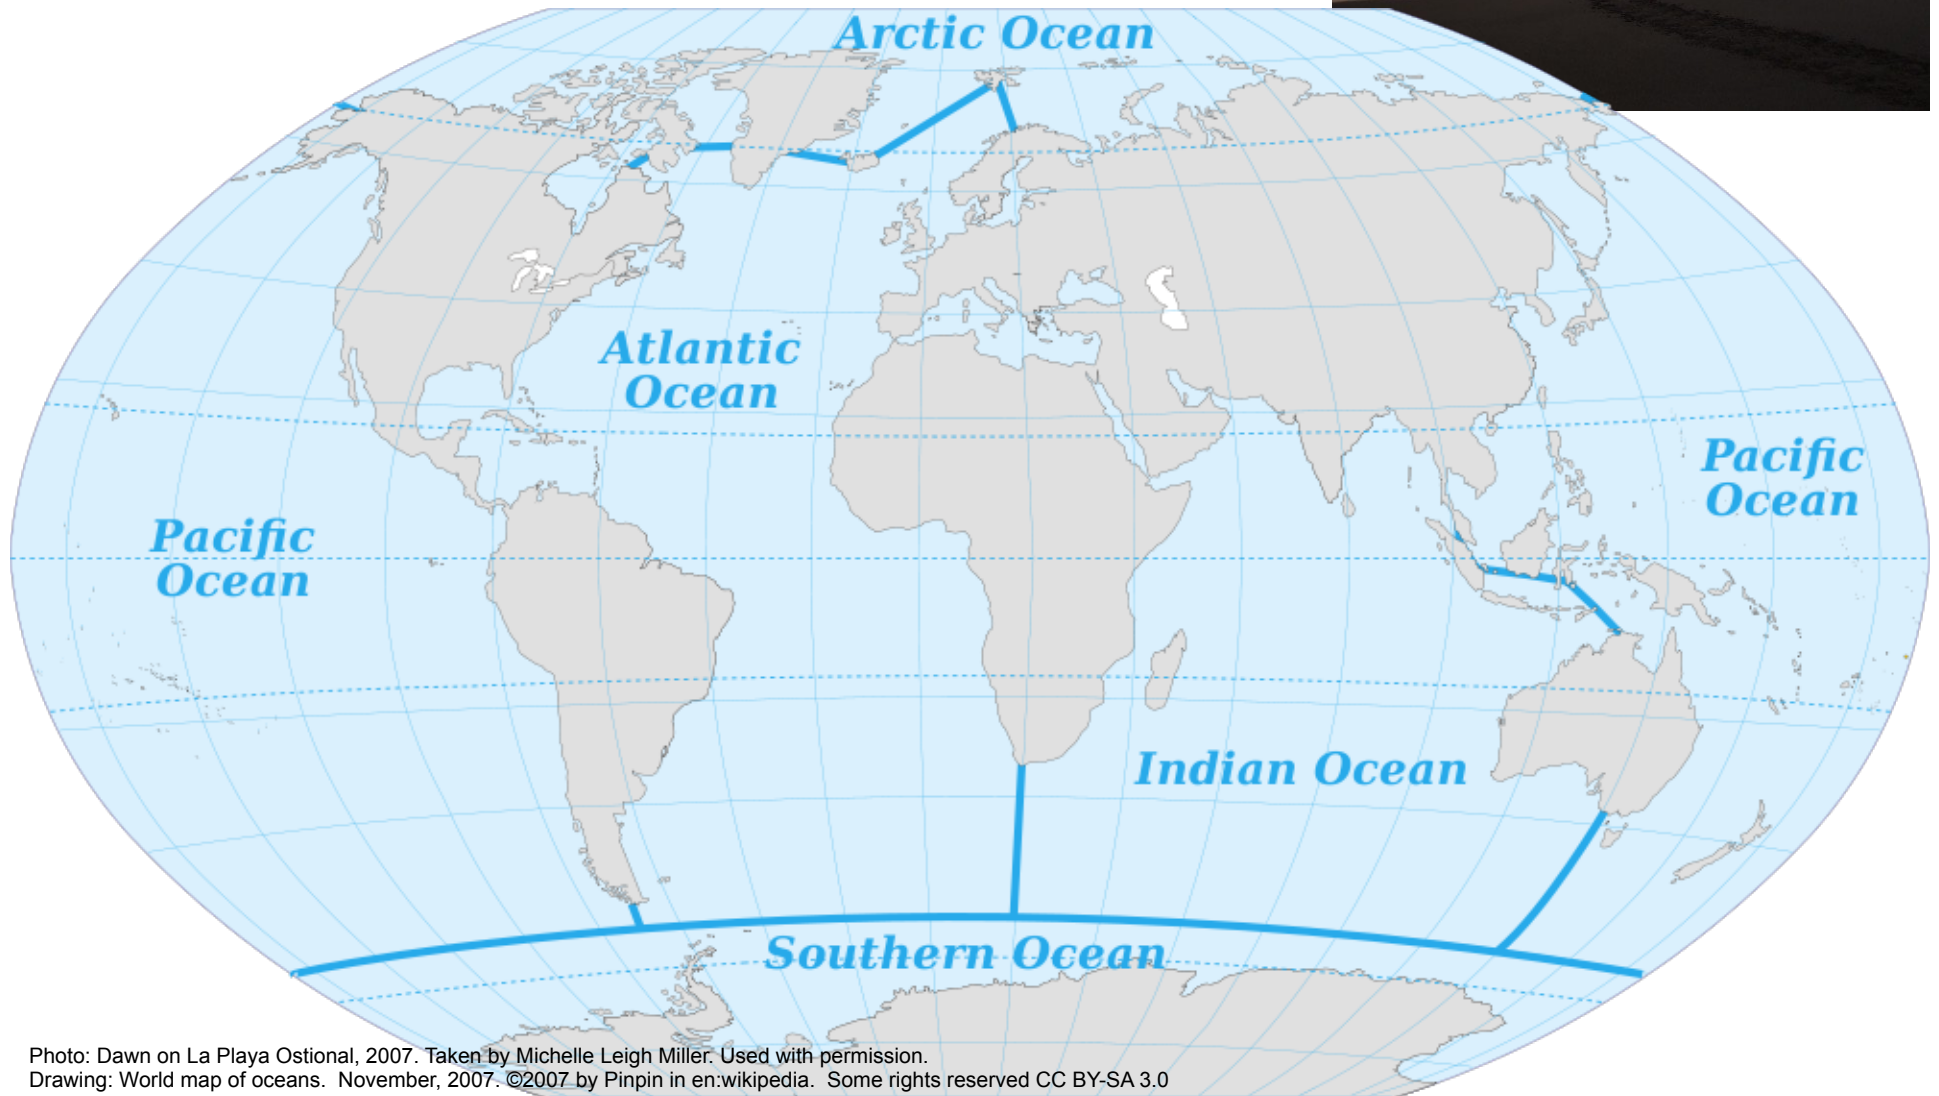 Arctic Ocean
Atlantic
Ocean
Pacific
Ocean
Pacific
Ocean
Indian Ocean
Southern Ocean
Photo: Dawn on La Playa Ostional, 2007. Taken by Michelle Leigh Miller. Used with permission.
Drawing: World map of oceans.  November, 2007. ©2007 by Pinpin in en:wikipedia.  Some rights reserved CC BY-SA 3.0